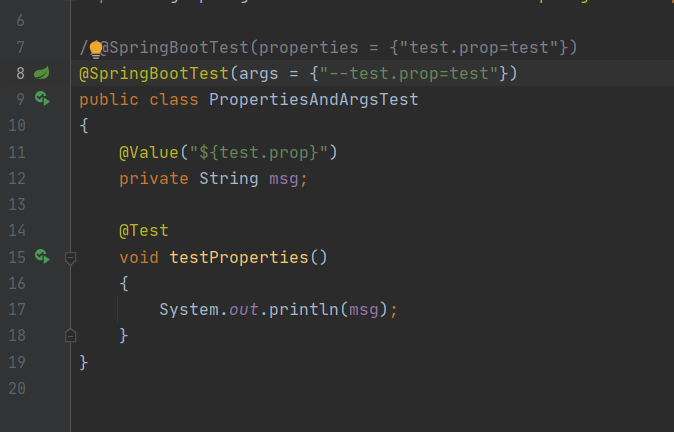 6
7 //@SpringBootTest(properties = {"test.prop=test"})
8 @SpringBootTest(args = {"--test.prop=test"})
9 public class PropertiesAndArgsTest
10 {
11 @Value("${test.prop}")
12 private String msg;
13
14 @Test
15 void testProperties()
16 {
17 System.out.println(msg);
18 }
19 }
20